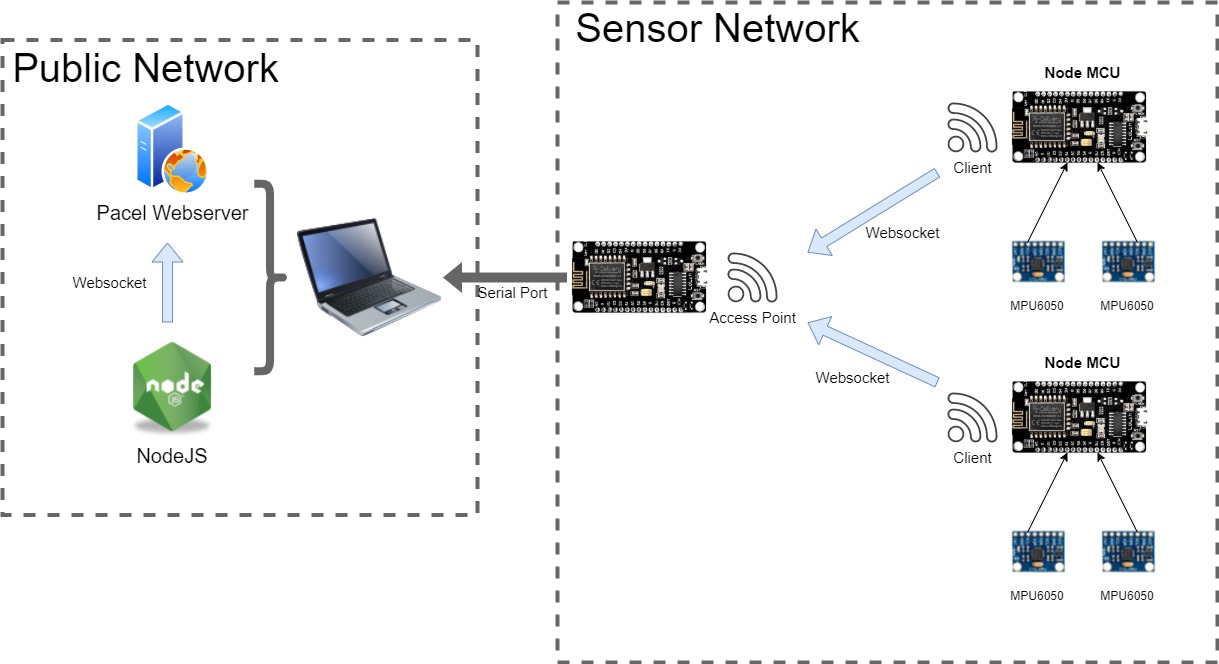 Sensor Network
Public Network
Node MCU
Client
Pacel Webserver
Websocket
Websocket
MPU6050
MPU6050
Serial Port
Access Point
Node MCU
Websocket
node
JS
Client
NodeJS
MPU6050
MPU6050